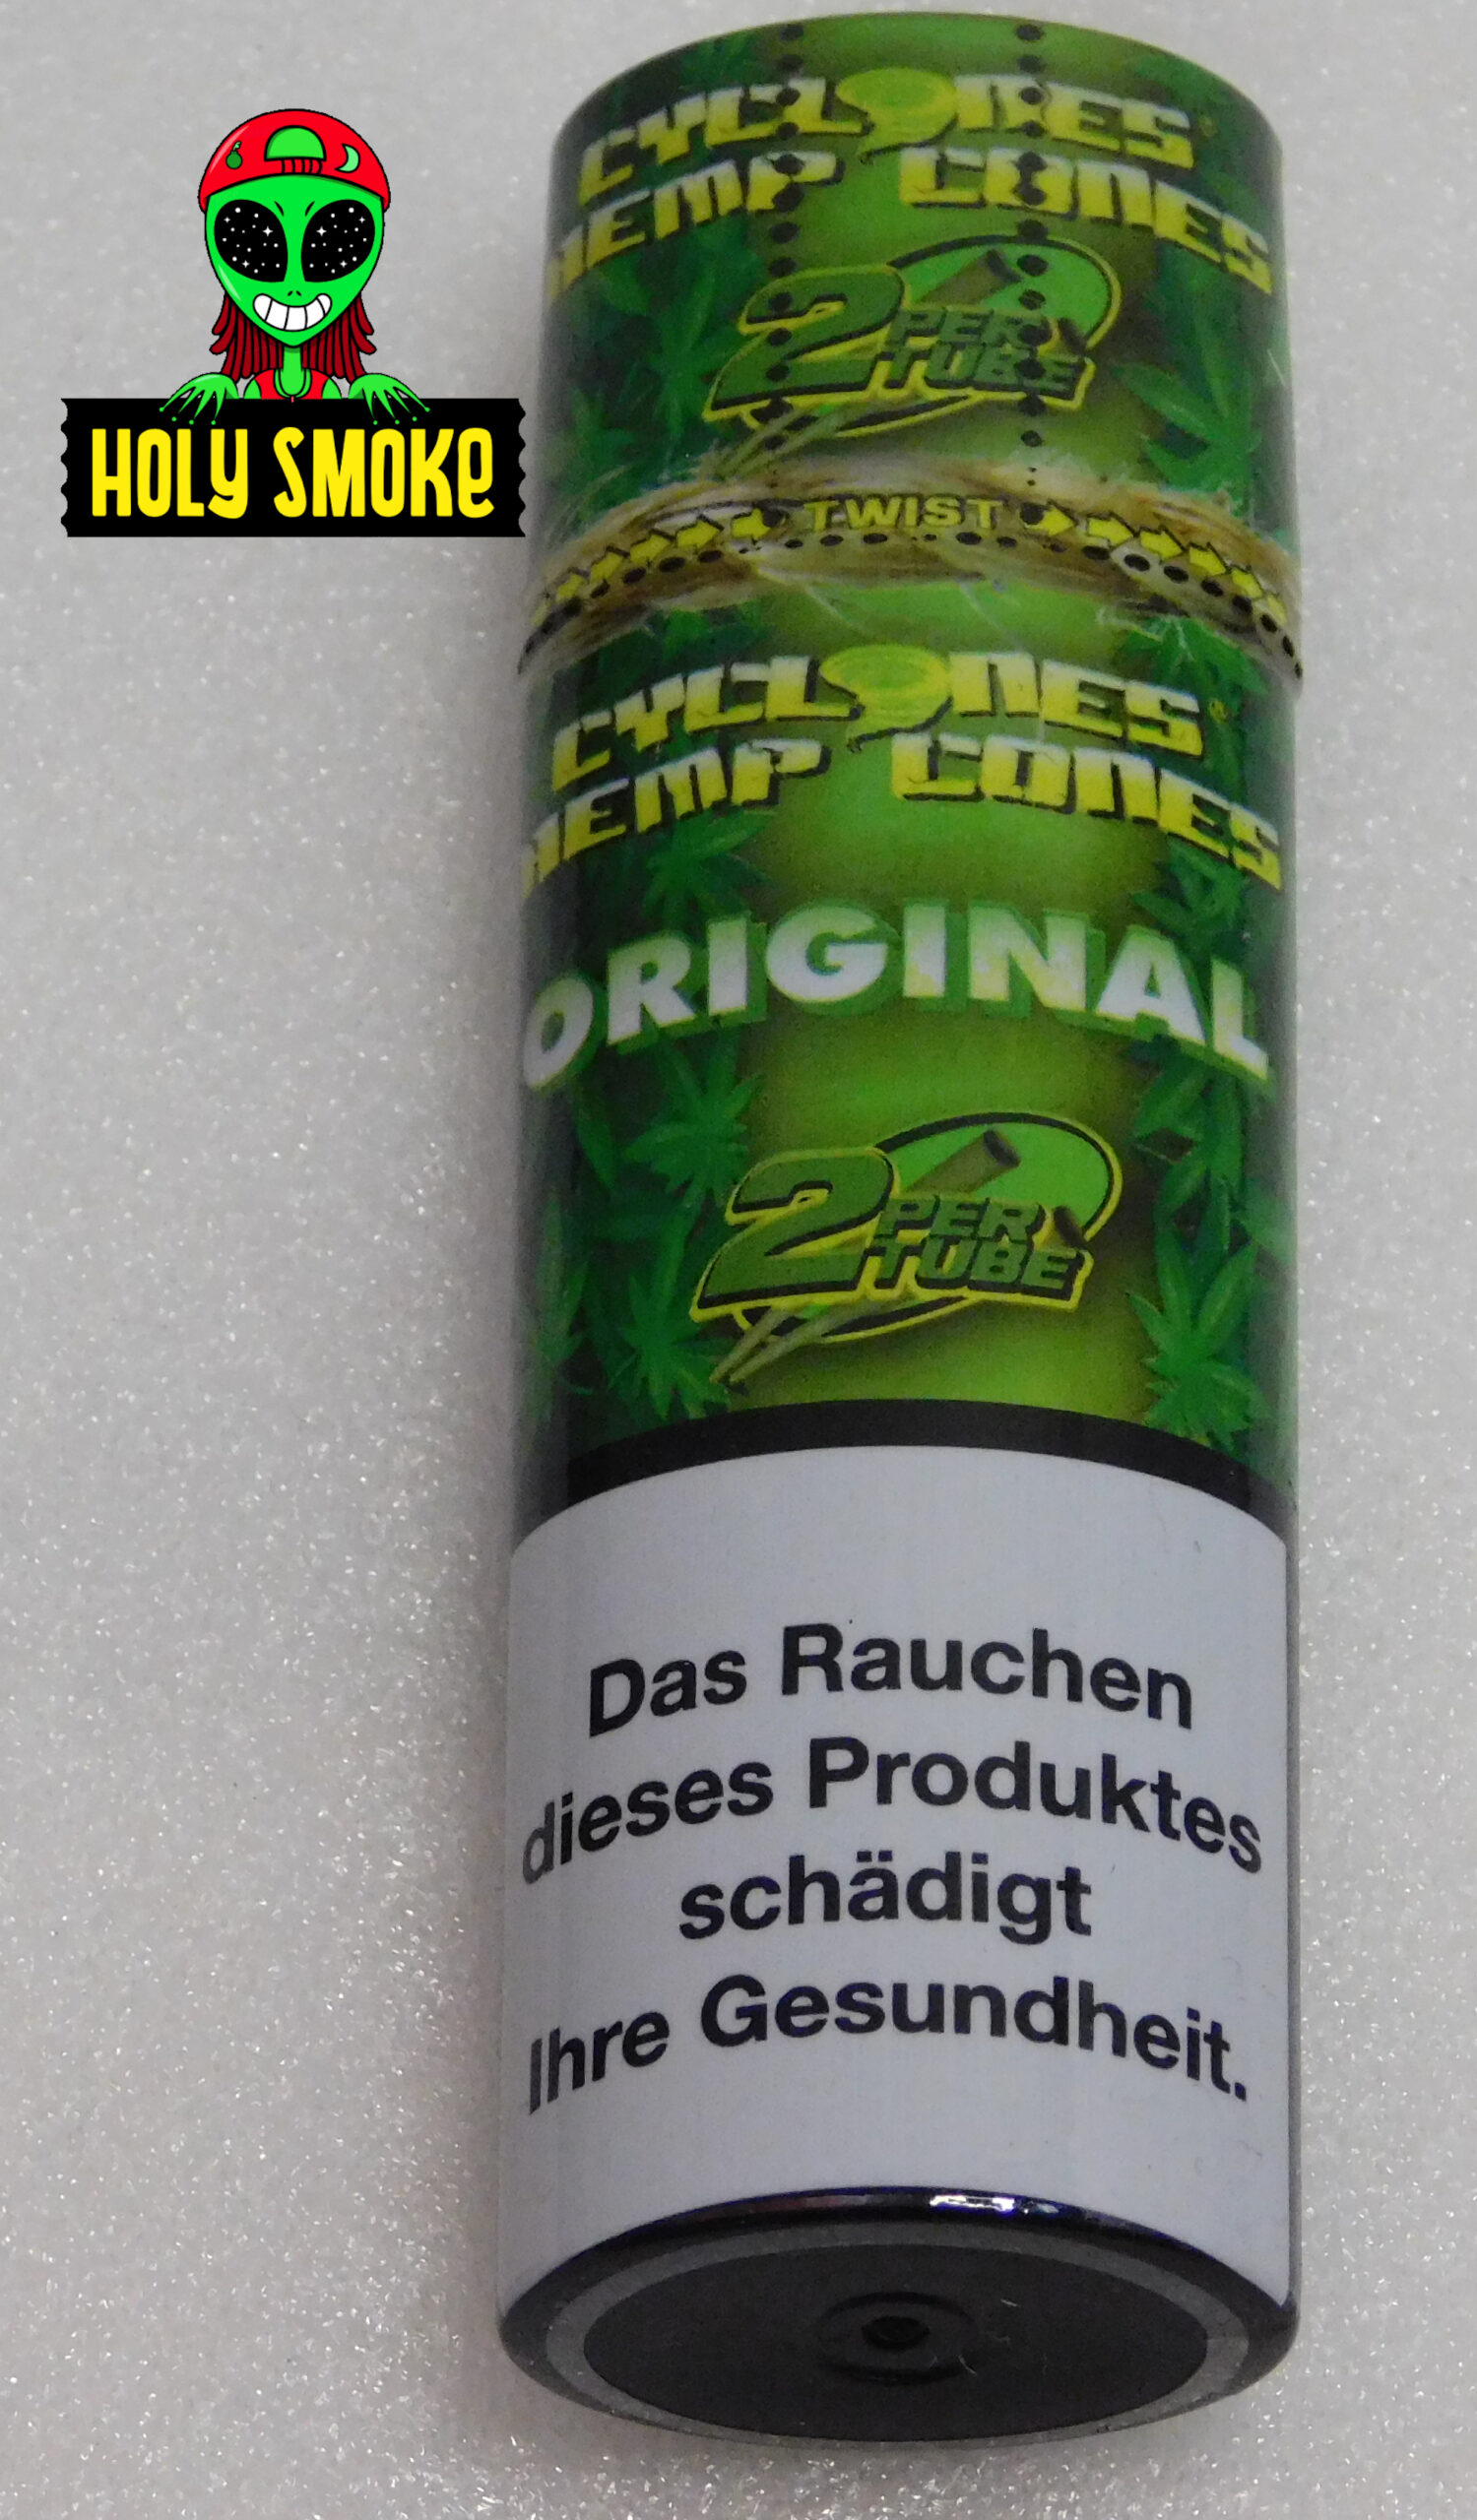 HOLY SMOKE
CYCLONES
HEMP CONES
2 PER
TUBE
TWIST
CYCLONES
HEMP CONES
ORIGINAL
2 PER
TUBE
Das Rauchen
dieses Produktes
schädigt
Ihre Gesundheit.